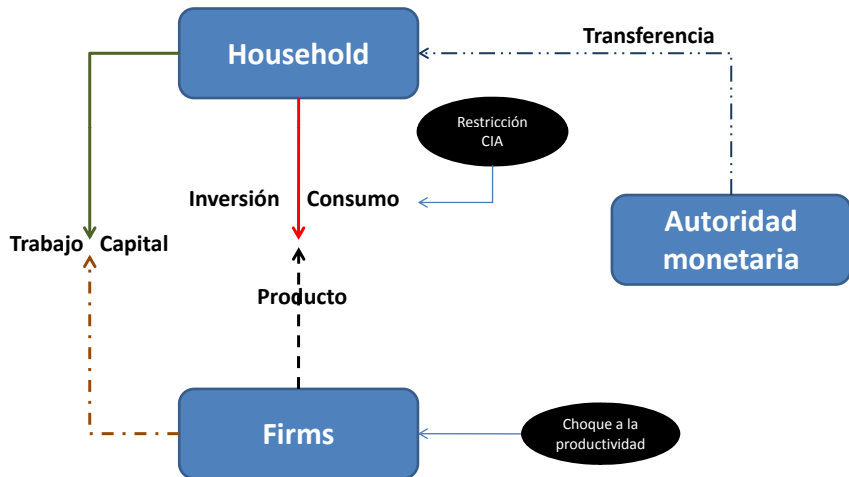 Transferencia
Household
Restricción
CIA
Inversión Consumo
Autoridad
monetaria
Trabajo Capital
Producto
Firms
Choque a la
productividad